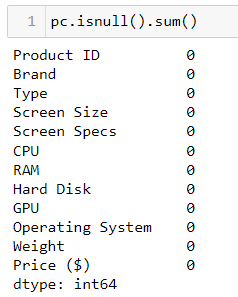 1 pc.isnull().sum()
Product ID 0
Brand 0
Type 0
Screen Size 0
Screen Specs 0
CPU 0
RAM 0
Hard Disk 0
GPU 0
Operating System 0
Weight 0
Price ($) 0
dtype: int64